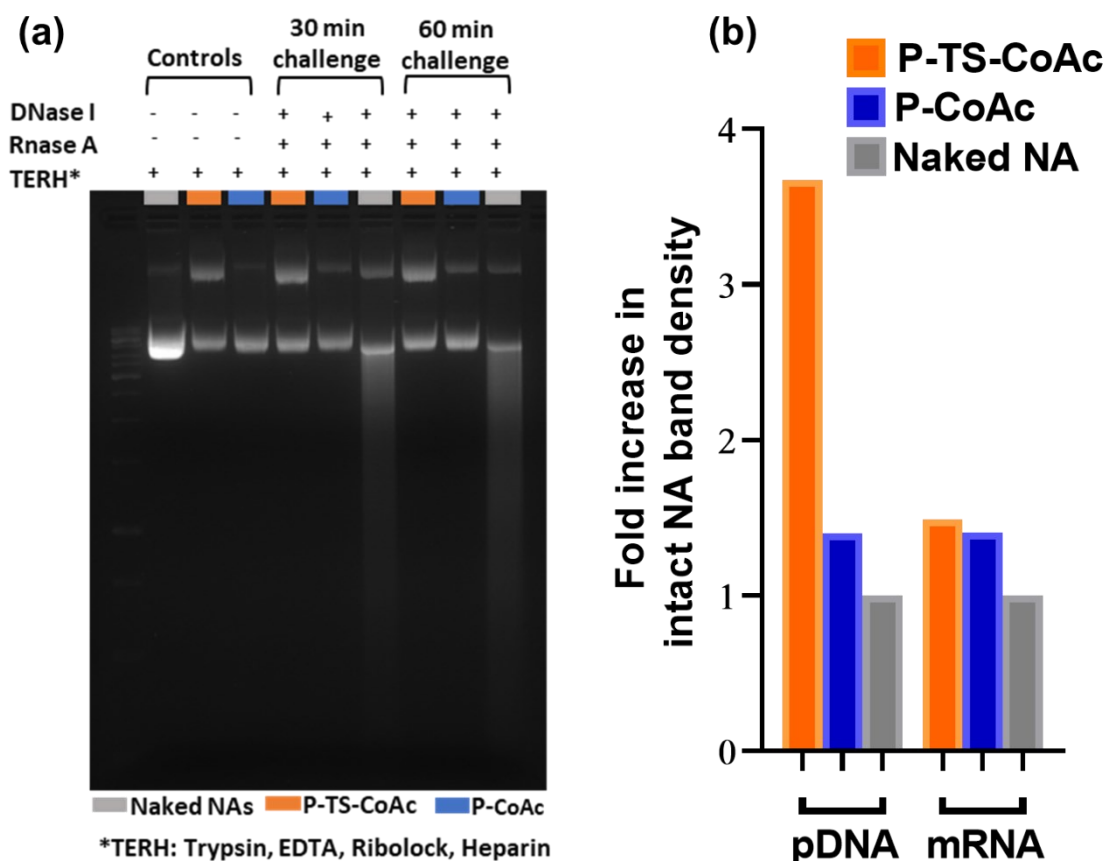 (a)
Controls
30 min
challenge
60 min
challenge
DNase I - - - + + + + + +
Rnase A - - - + + + + + +
TERH* + + + + + + + + +
Naked NAs P-TS-CoAc P-CoAc
*TERH: Trypsin, EDTA, Ribolock, Heparin
(b)
P-TS-CoAc
P-CoAc
Naked NA
Fold increase in
intact NA band density
4
3
2
1
0
pDNA mRNA